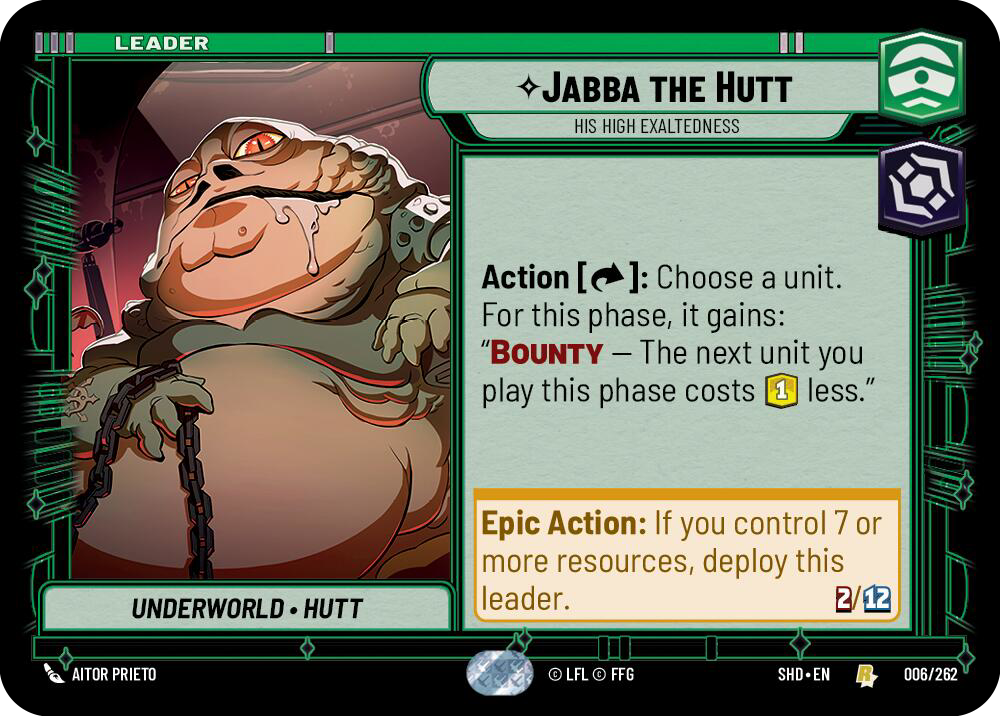 LEADER
✧JABBA THE HUTT
HIS HIGH EXALTEDNESS
Action [↷]: Choose a unit.
For this phase, it gains:
“BOUNTY – The next unit you
play this phase costs 1 less.”
Epic Action: If you control 7 or
more resources, deploy this
leader. 2/12
UNDERWORLD • HUTT
AITOR PRIETO
© LFL © FFG
SHD•EN R 006/262